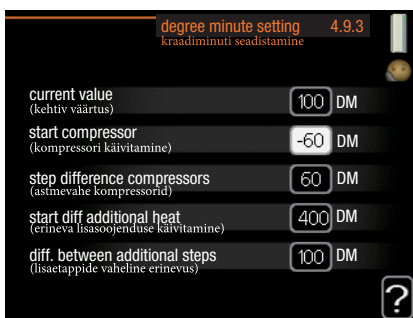 degree minute setting 4.9.3
kraadiminuti seadistamine
current value 100 DM
(kehtiv väärtus)
start compressor -60 DM
(kompressori käivitamine)
step difference compressors 60 DM
(astmevahe kompressorid)
start diff additional heat 400 DM
(erineva lisasoojenduse käivitamine)
diff. between additional steps 100 DM
(lisaetappide vaheline erinevus)
?